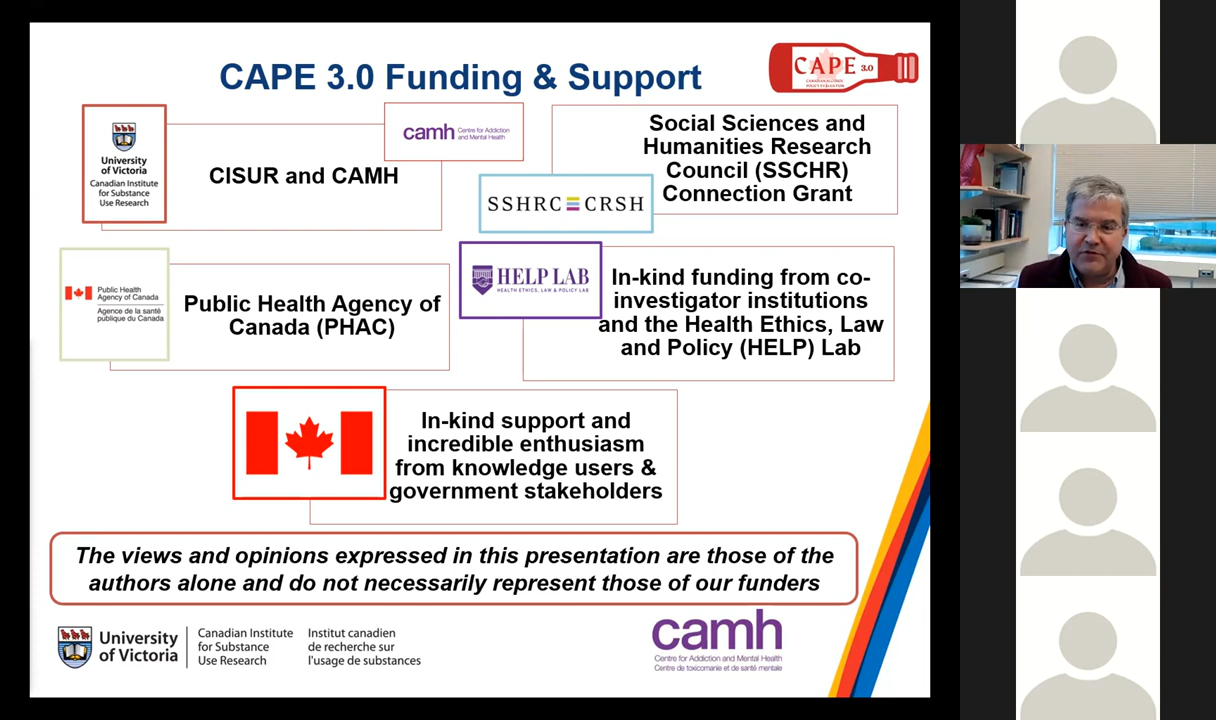 CAPE 3.0 Funding & Support
CAPE 3.0
CANADIAN ALCOHOL
POLICY EVALUATION
University
of Victoria
Canadian Institute
for Substance
Use Research
CISUR and CAMH
camh Centre for Addiction
and Mental Health
Social Sciences and
Humanities Research
Council (SSCHR)
Connection Grant
SSHRC CRSH
Public Health
Agency of Canada
Agence de la santé
publique du Canada
Public Health Agency of
Canada (PHAC)
HELP LAB
HEALTH ETHICS, LAW & POLICY LAB
In-kind funding from co-
investigator institutions
and the Health Ethics, Law
and Policy (HELP) Lab
In-kind support and
incredible enthusiasm
from knowledge users &
government stakeholders
The views and opinions expressed in this presentation are those of the
authors alone and do not necessarily represent those of our funders
University
of Victoria
Canadian Institute
for Substance
Use Research
Institut canadien
de recherche sur
l'usage de substances
camh
Centre for Addiction and Mental Health
Centre de toxicomanie et de santé mentale